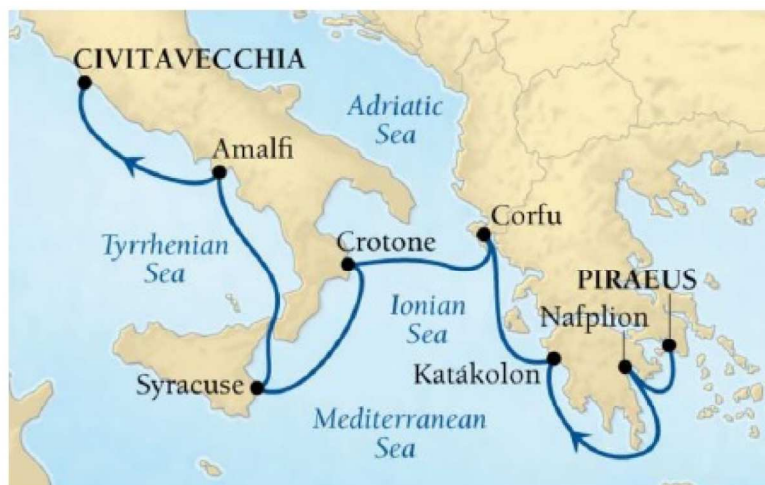 CIVITAVECCHIA
Adriatic
Sea
Amalfi
Corfu
Tyrrhenian
Sea
Crotone
PIRAEUS
Ionian
Sea
Nafplion
Katákolon
Syracuse
Mediterranean
Sea